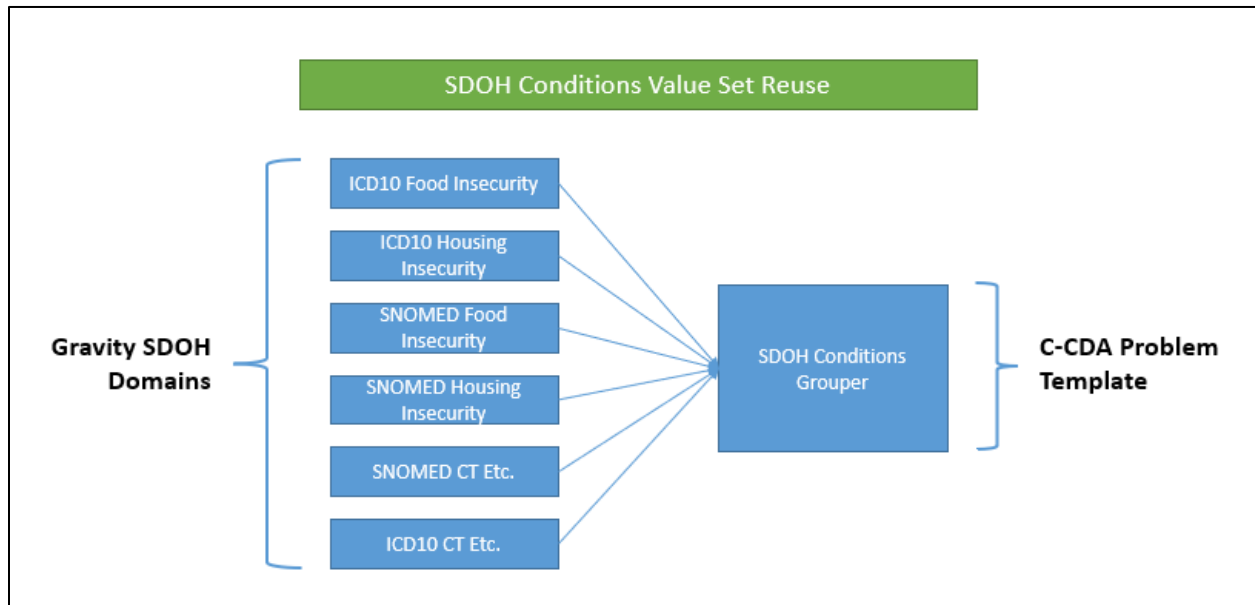 SDOH Conditions Value Set Reuse
ICD10 Food Insecurity
ICD10 Housing
Insecurity
SNOMED Food
Insecurity
SNOMED Housing
Insecurity
SNOMED CT Etc.
ICD10 CT Etc.
Gravity SDOH
Domains
SDOH Conditions
Grouper
C-CDA Problem
Template